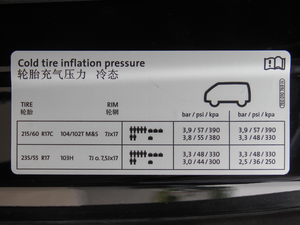 Cold tire inflation pressure
轮胎充气压力 冷态
TIRE RIM
轮胎 轮辋
bar / psi / kpa bar / psi / kpa
215/60 R17C 104/102T M&S 7Jx17 3,9 / 57 / 390 3,9 / 57 / 390
3,8 / 55 / 380 3,3 / 48 / 330
235/55 R17 103H 7J o. 7,5Jx17 3,3 / 48 / 330 3,3 / 48 / 330
3,0 / 44 / 300 2,5 / 36 / 250